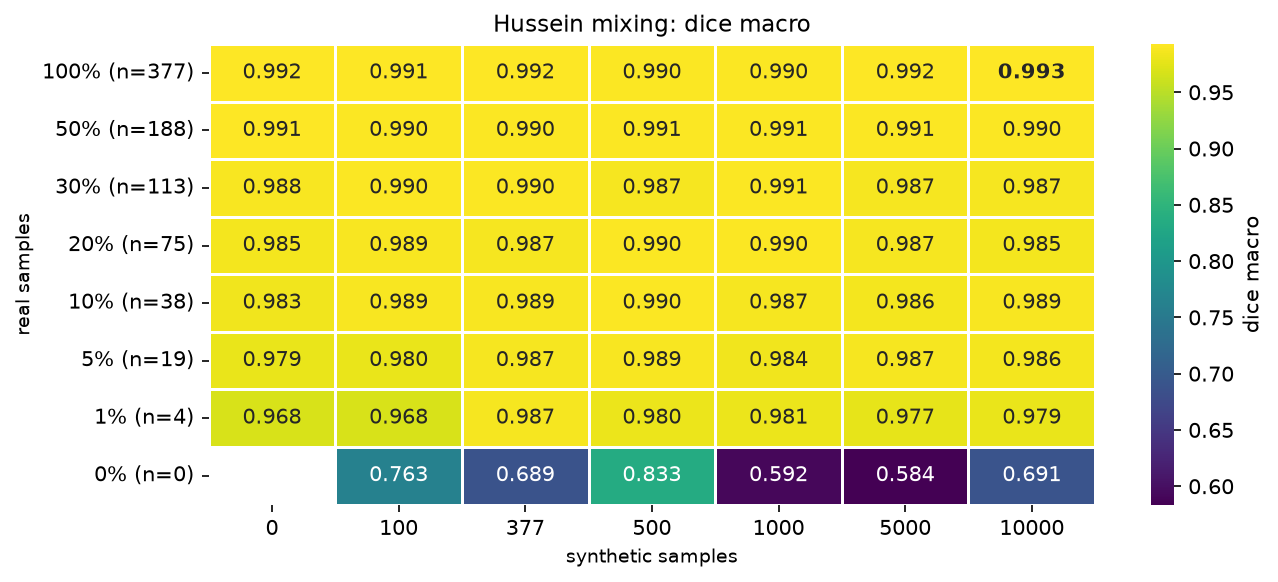 Hussein mixing: dice macro
100% (n=377) 0.992 0.991 0.992 0.990 0.990 0.992 0.993
50% (n=188) 0.991 0.990 0.990 0.991 0.991 0.991 0.990
30% (n=113) 0.988 0.990 0.990 0.987 0.991 0.987 0.987
20% (n=75) 0.985 0.989 0.987 0.990 0.990 0.987 0.985
10% (n=38) 0.983 0.989 0.989 0.990 0.987 0.986 0.989
5% (n=19) 0.979 0.980 0.987 0.989 0.984 0.987 0.986
1% (n=4) 0.968 0.968 0.987 0.980 0.981 0.977 0.979
0% (n=0) 0.763 0.689 0.833 0.592 0.584 0.691
0 100 377 500 1000 5000 10000
synthetic samples
real samples
0.95
0.90
0.85
0.80
0.75
0.70
0.65
0.60
dice macro